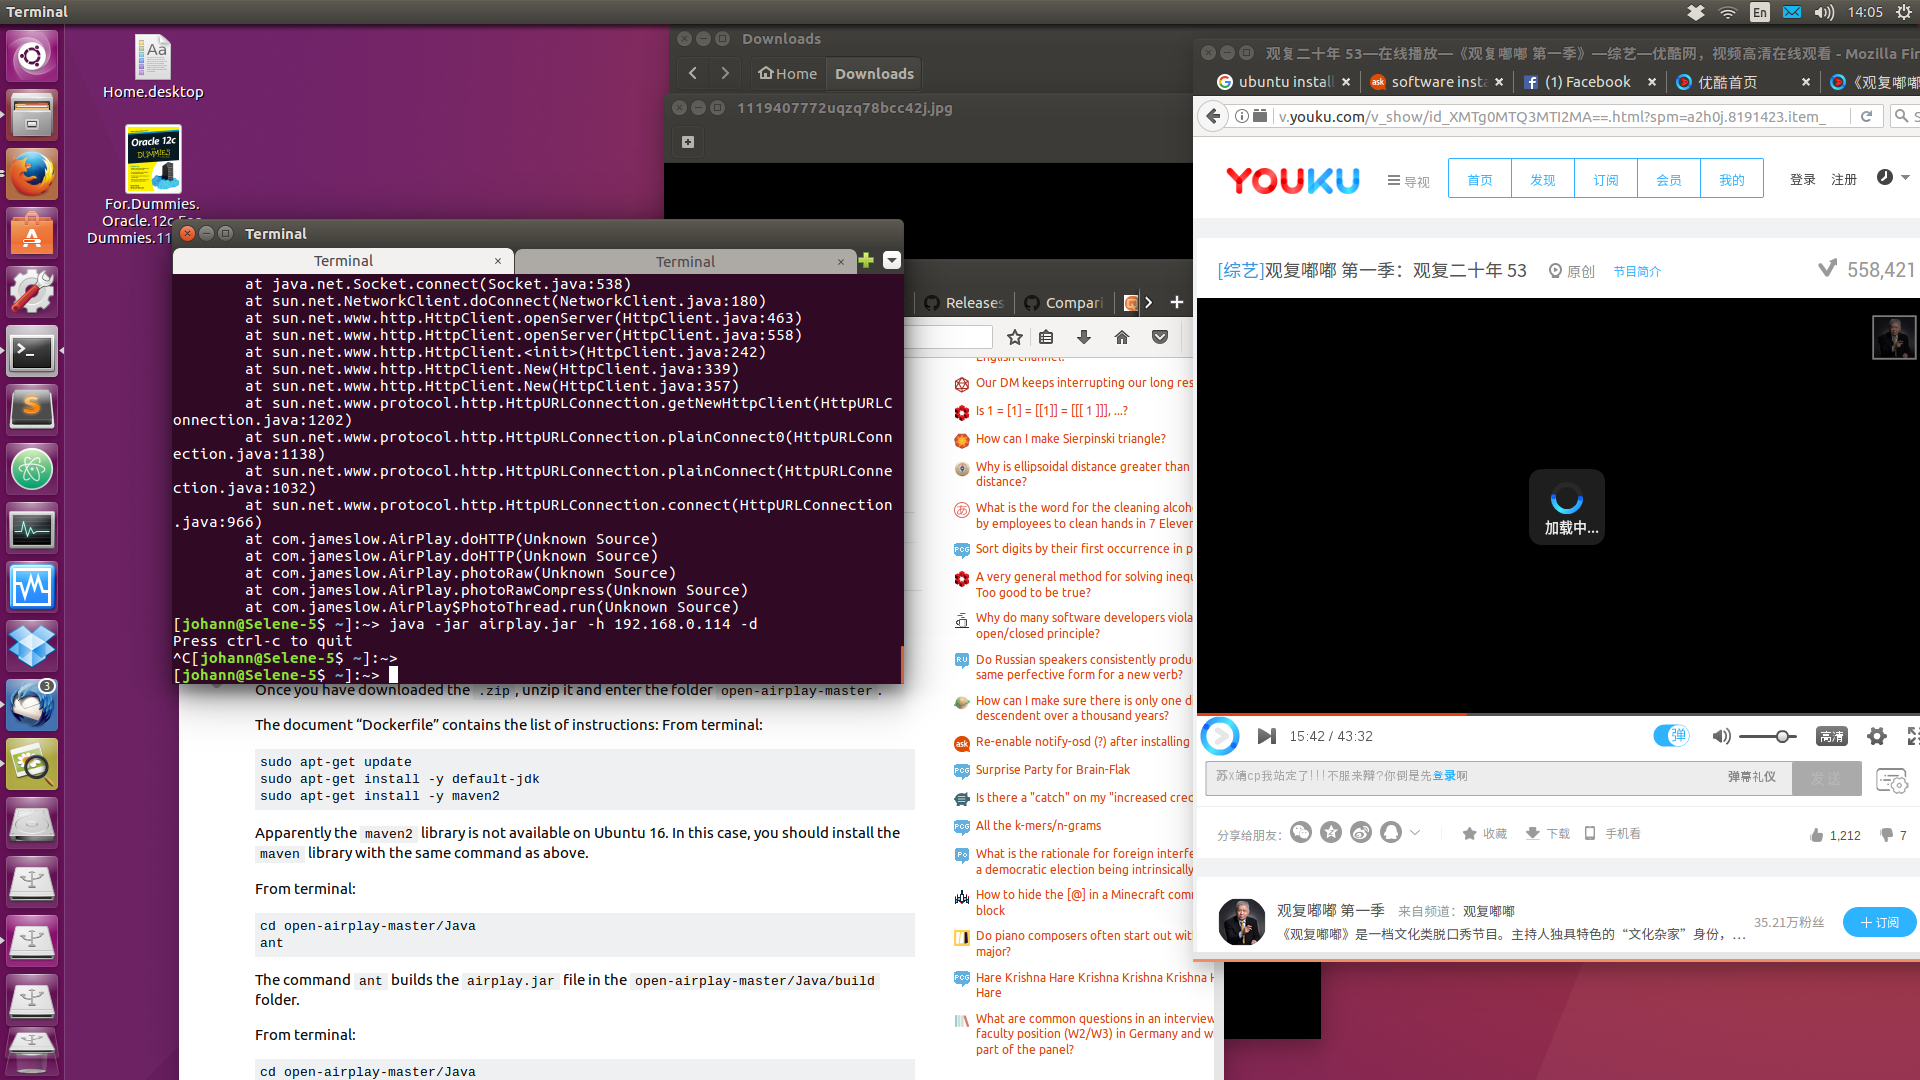 Terminal
En
14:05
Home.desktop
Oracle 12c
DUMMIES
For.Dummies.
Oracle.12c.For
Dummies.11
3
Downloads
Home
Downloads
1119407772uqzq78bcc42j.jpg
Terminal
Terminal
Terminal
at java.net.Socket.connect(Socket.java:538)
at sun.net.NetworkClient.doConnect(NetworkClient.java:180)
at sun.net.www.http.HttpClient.openServer(HttpClient.java:463)
at sun.net.www.http.HttpClient.openServer(HttpClient.java:558)
at sun.net.www.http.HttpClient.<init>(HttpClient.java:242)
at sun.net.www.http.HttpClient.New(HttpClient.java:339)
at sun.net.www.http.HttpClient.New(HttpClient.java:357)
at sun.net.www.protocol.http.HttpURLConnection.getNewHttpClient(HttpURLC
onnection.java:1202)
at sun.net.www.protocol.http.HttpURLConnection.plainConnect0(HttpURLConn
ection.java:1138)
at sun.net.www.protocol.http.HttpURLConnection.plainConnect(HttpURLConne
ction.java:1032)
at sun.net.www.protocol.http.HttpURLConnection.connect(HttpURLConnection
.java:966)
at com.jameslow.AirPlay.doHTTP(Unknown Source)
at com.jameslow.AirPlay.doHTTP(Unknown Source)
at com.jameslow.AirPlay.photoRaw(Unknown Source)
at com.jameslow.AirPlay.photoRawCompress(Unknown Source)
at com.jameslow.AirPlay$PhotoThread.run(Unknown Source)
[johann@Selene-5$ ~]:~> java -jar airplay.jar -h 192.168.0.114 -d
Press ctrl-c to quit
^C[johann@Selene-5$ ~]:~>
[johann@Selene-5$ ~]:~>
Releases
Compari
Once you have downloaded the .zip , unzip it and enter the folder open-airplay-master .
The document “Dockerfile” contains the list of instructions: From terminal:
sudo apt-get update
sudo apt-get install -y default-jdk
sudo apt-get install -y maven2
Apparently the maven2 library is not available on Ubuntu 16. In this case, you should install the
maven library with the same command as above.
From terminal:
cd open-airplay-master/Java
ant
The command ant builds the airplay.jar file in the open-airplay-master/Java/build
folder.
From terminal:
cd open-airplay-master/Java
English channel?
Our DM keeps interrupting our long res
Is 1 = [1] = [[1]] = [[[ 1 ]]], ...?
How can I make Sierpinski triangle?
Why is ellipsoidal distance greater than
distance?
What is the word for the cleaning alcoho
by employees to clean hands in 7 Eleven
Sort digits by their first occurrence in p
A very general method for solving inequ
Too good to be true?
Why do many software developers viola
open/closed principle?
Do Russian speakers consistently produ
same perfective form for a new verb?
How can I make sure there is only one d
descendent over a thousand years?
Re-enable notify-osd (?) after installing
Surprise Party for Brain-Flak
Is there a "catch" on my "increased cred
All the k-mers/n-grams
What is the rationale for foreign interfe
a democratic election being intrinsically
How to hide the [@] in a Minecraft comm
block
Do piano composers often start out wit
major?
Hare Krishna Hare Krishna Krishna Krishna H
Hare
What are common questions in an interview
faculty position (W2/W3) in Germany and w
part of the panel?
观复二十年 53—在线播放—《观复嘟嘟 第一季》—综艺—优酷网，视频高清在线观看 - Mozilla Fir
ubuntu install
software insta
(1) Facebook
优酷首页
《观复嘟嘟
v.youku.com/v_show/id_XMTg0MTQ3MTI2MA==.html?spm=a2h0j.8191423.item_
YOUKU
导视
首页
发现
订阅
会员
我的
登录
注册
[综艺]观复嘟嘟 第一季：观复二十年 53
原创
节目简介
558,421
加载中...
15:42 / 43:32
弹
高清
苏x靖cp我站定了!!!不服来辩?你倒是先登录啊
弹幕礼仪
发送
分享给朋友：
收藏
下载
手机看
1,212
7
观复嘟嘟 第一季 来自频道：观复嘟嘟
《观复嘟嘟》是一档文化类脱口秀节目。主持人独具特色的“文化杂家”身份，...
35.21万粉丝
订阅